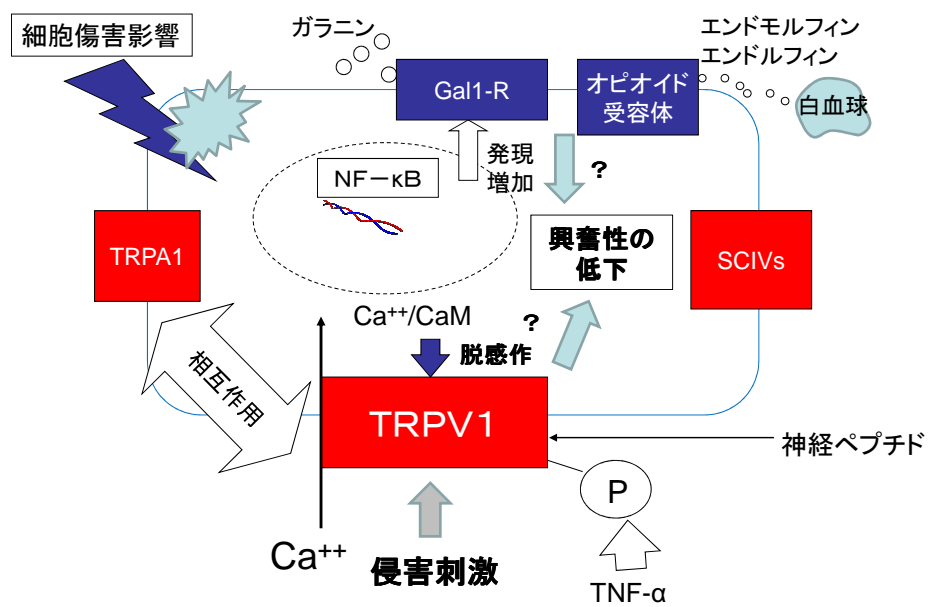 細胞傷害影響
ガラニン
エンドモルフィン
エンドルフィン
Gal1-R
オピオイド
受容体
白血球
発現
増加
?
NF－κB
TRPA1
興奮性の
低下
SCIVs
Ca++/CaM
?
脱感作
相互作用
TRPV1
神経ペプチド
P
Ca++
侵害刺激
TNF-α